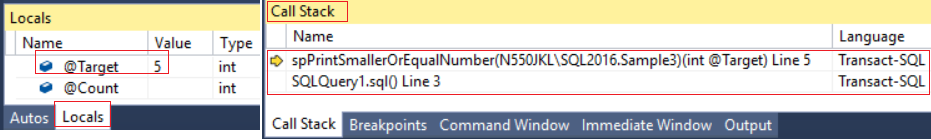 Locals
Name Value Type
@Target 5 int
@Count int
Autos Locals
Call Stack
Name Language
spPrintSmallerOrEqualNumber(N550JKL\SQL2016.Sample3)(int @Target) Line 5 Transact-SQL
SQLQuery1.sql() Line 3 Transact-SQL
Call Stack Breakpoints Command Window Immediate Window Output